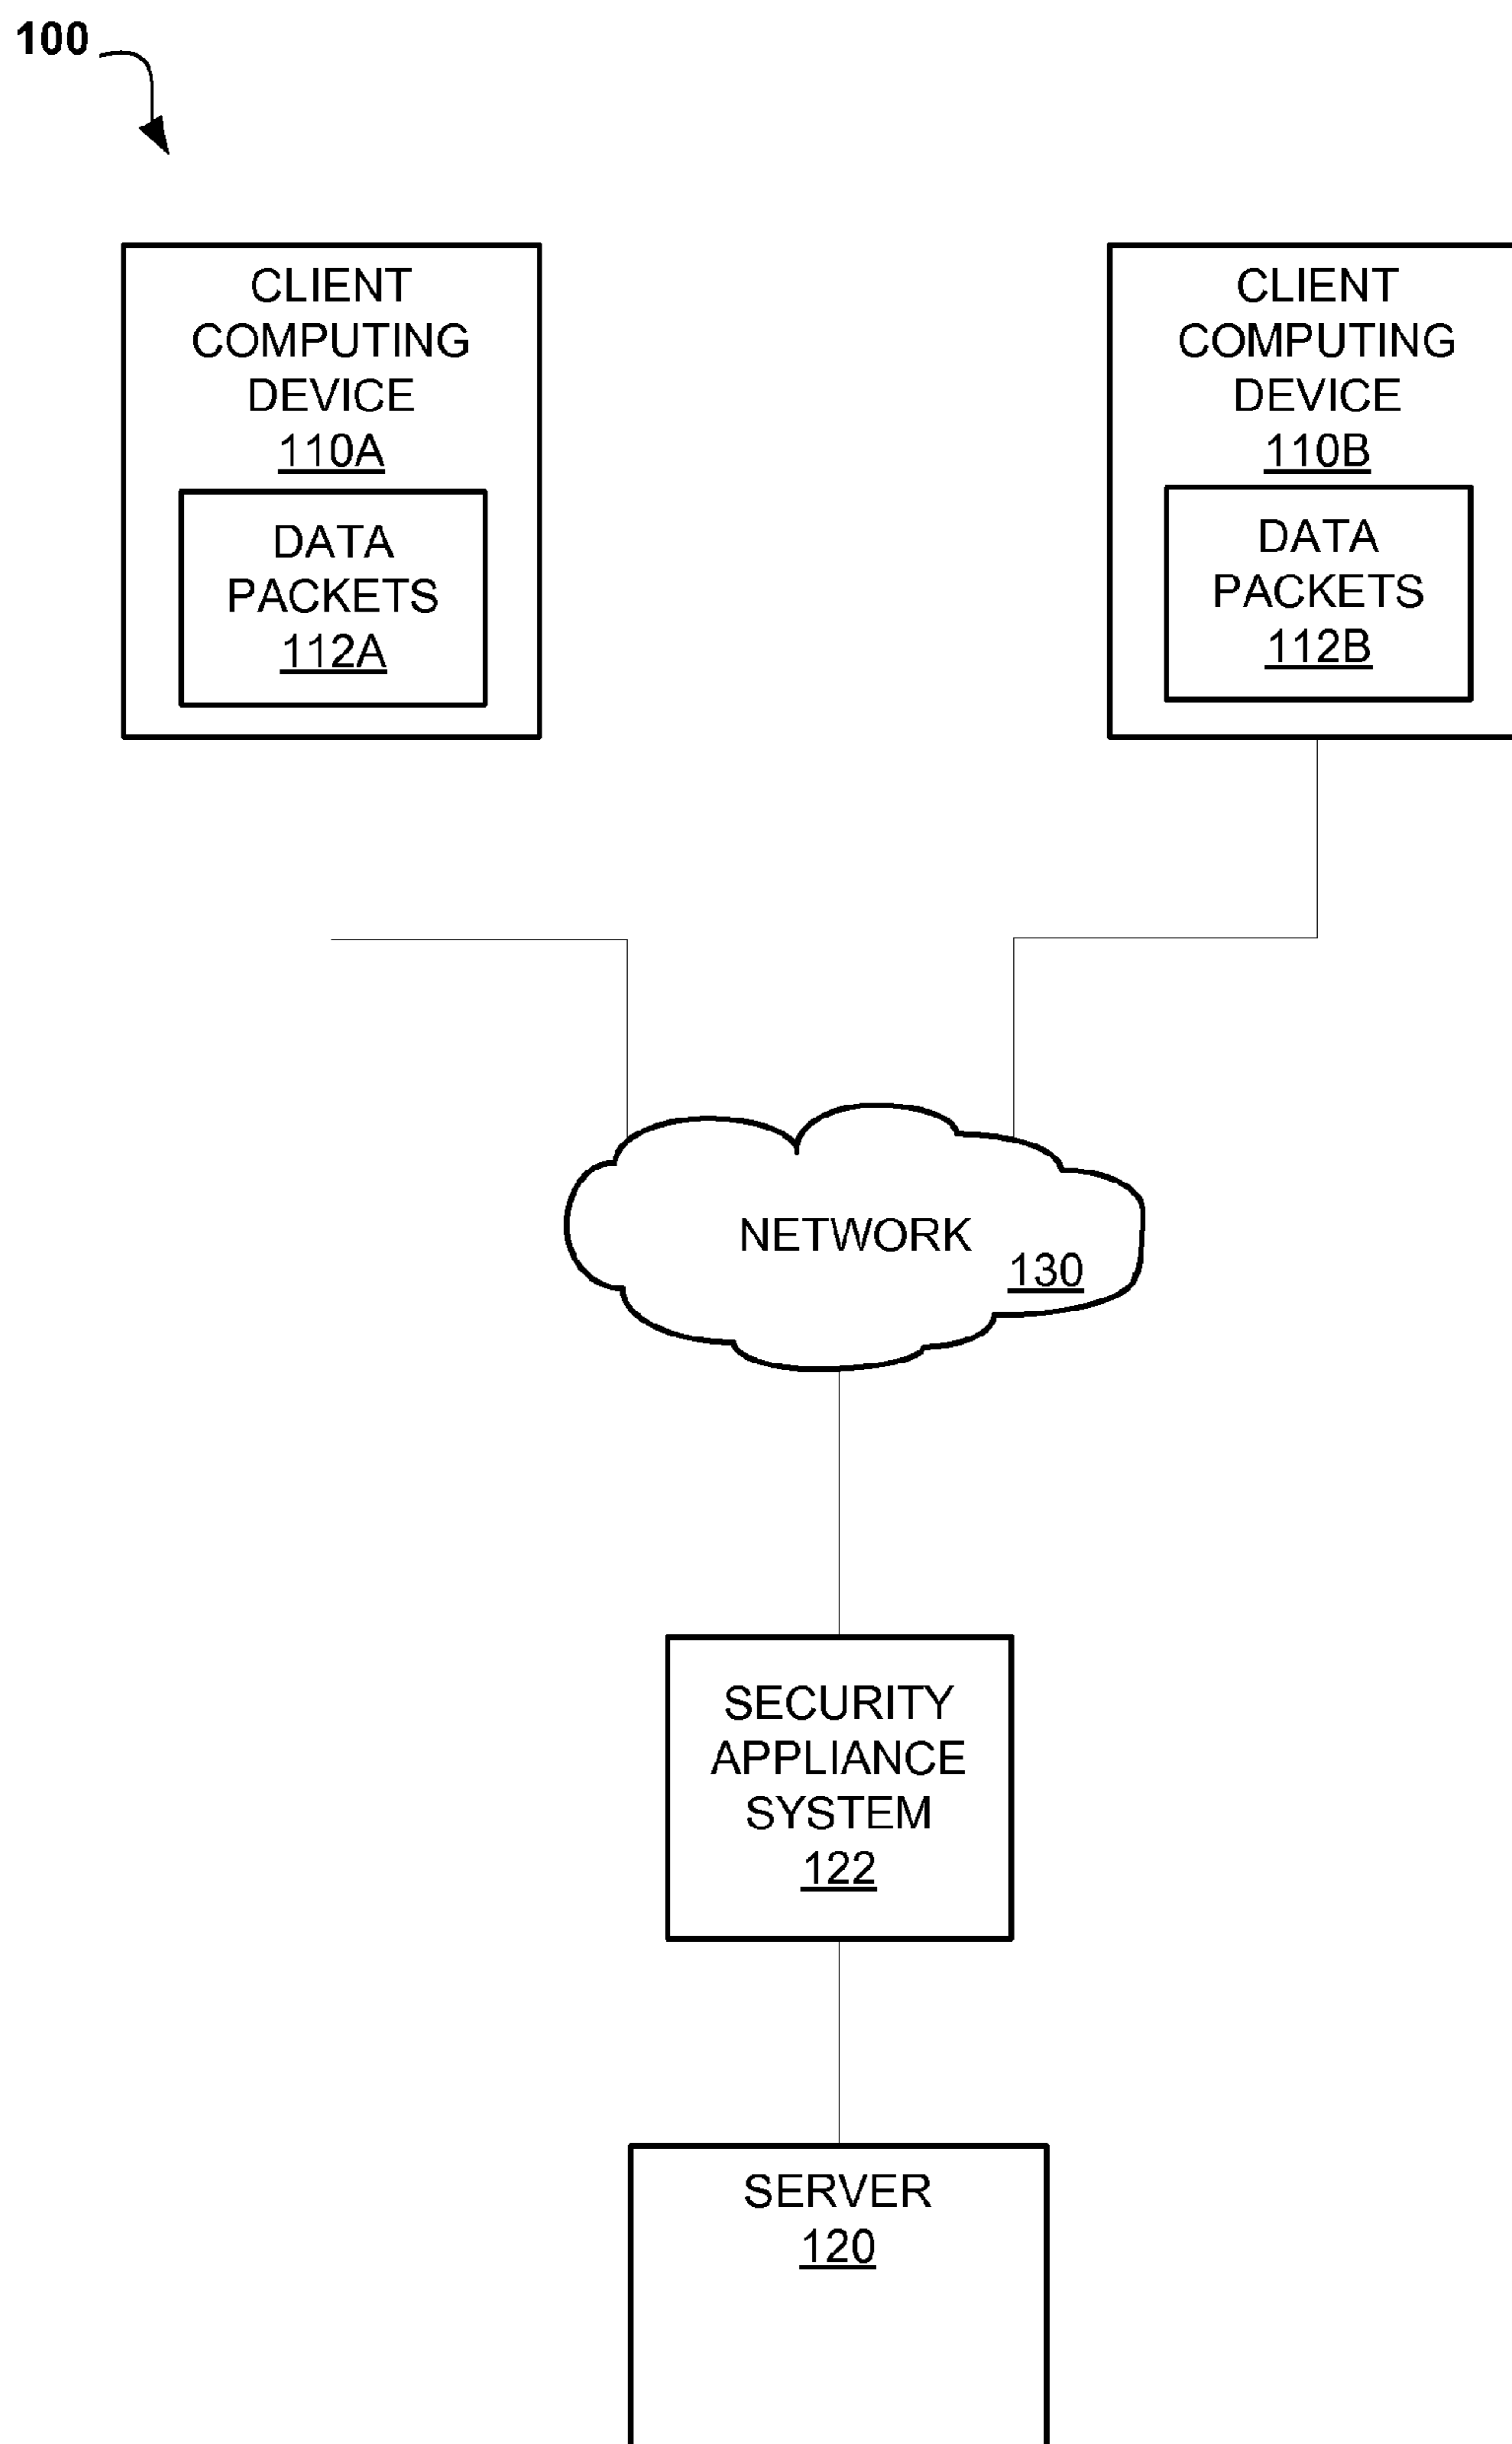 100
CLIENT
COMPUTING
DEVICE
110A
DATA
PACKETS
112A
CLIENT
COMPUTING
DEVICE
110B
DATA
PACKETS
112B
NETWORK
130
SECURITY
APPLIANCE
SYSTEM
122
SERVER
120